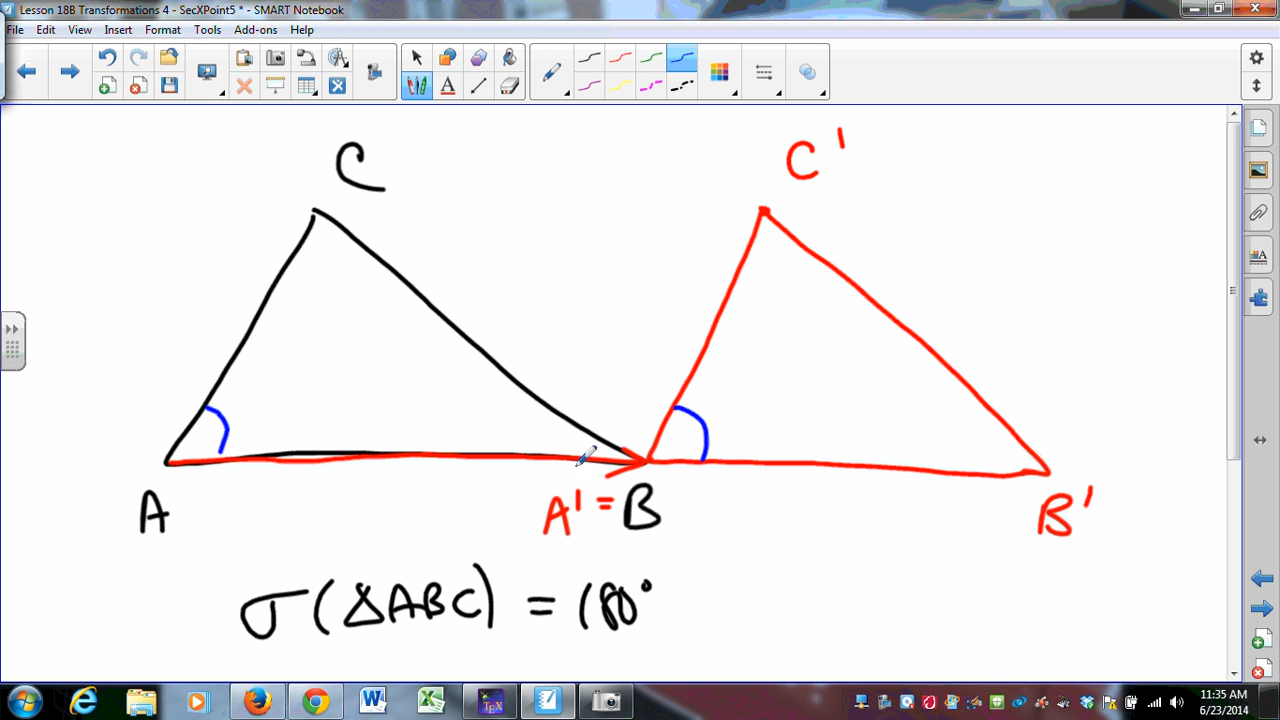 Lesson 18B Transformations 4 - SecXPoint5 * - SMART Notebook
File Edit View Insert Format Tools Add-ons Help
C C'
A A' = B B'
σ(△ABC) = 180°
11:35 AM
6/23/2014